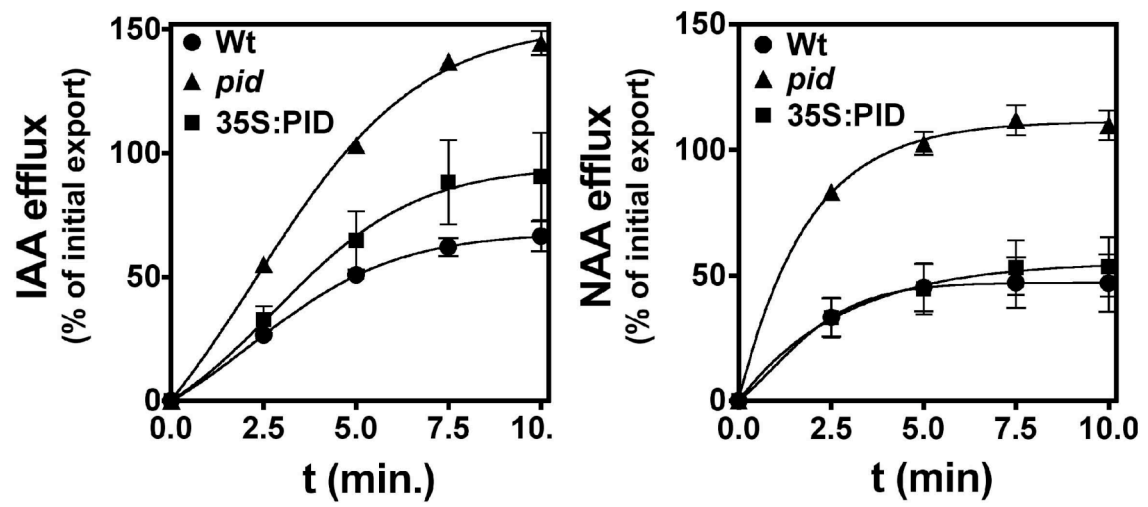 IAA efflux
(% of initial export)
150
100
50
0
Wt
pid
35S:PID
0.0 2.5 5.0 7.5 10.
t (min.)
NAA efflux
(% of initial export)
150
100
50
0
Wt
pid
35S:PID
0.0 2.5 5.0 7.5 10.0
t (min)